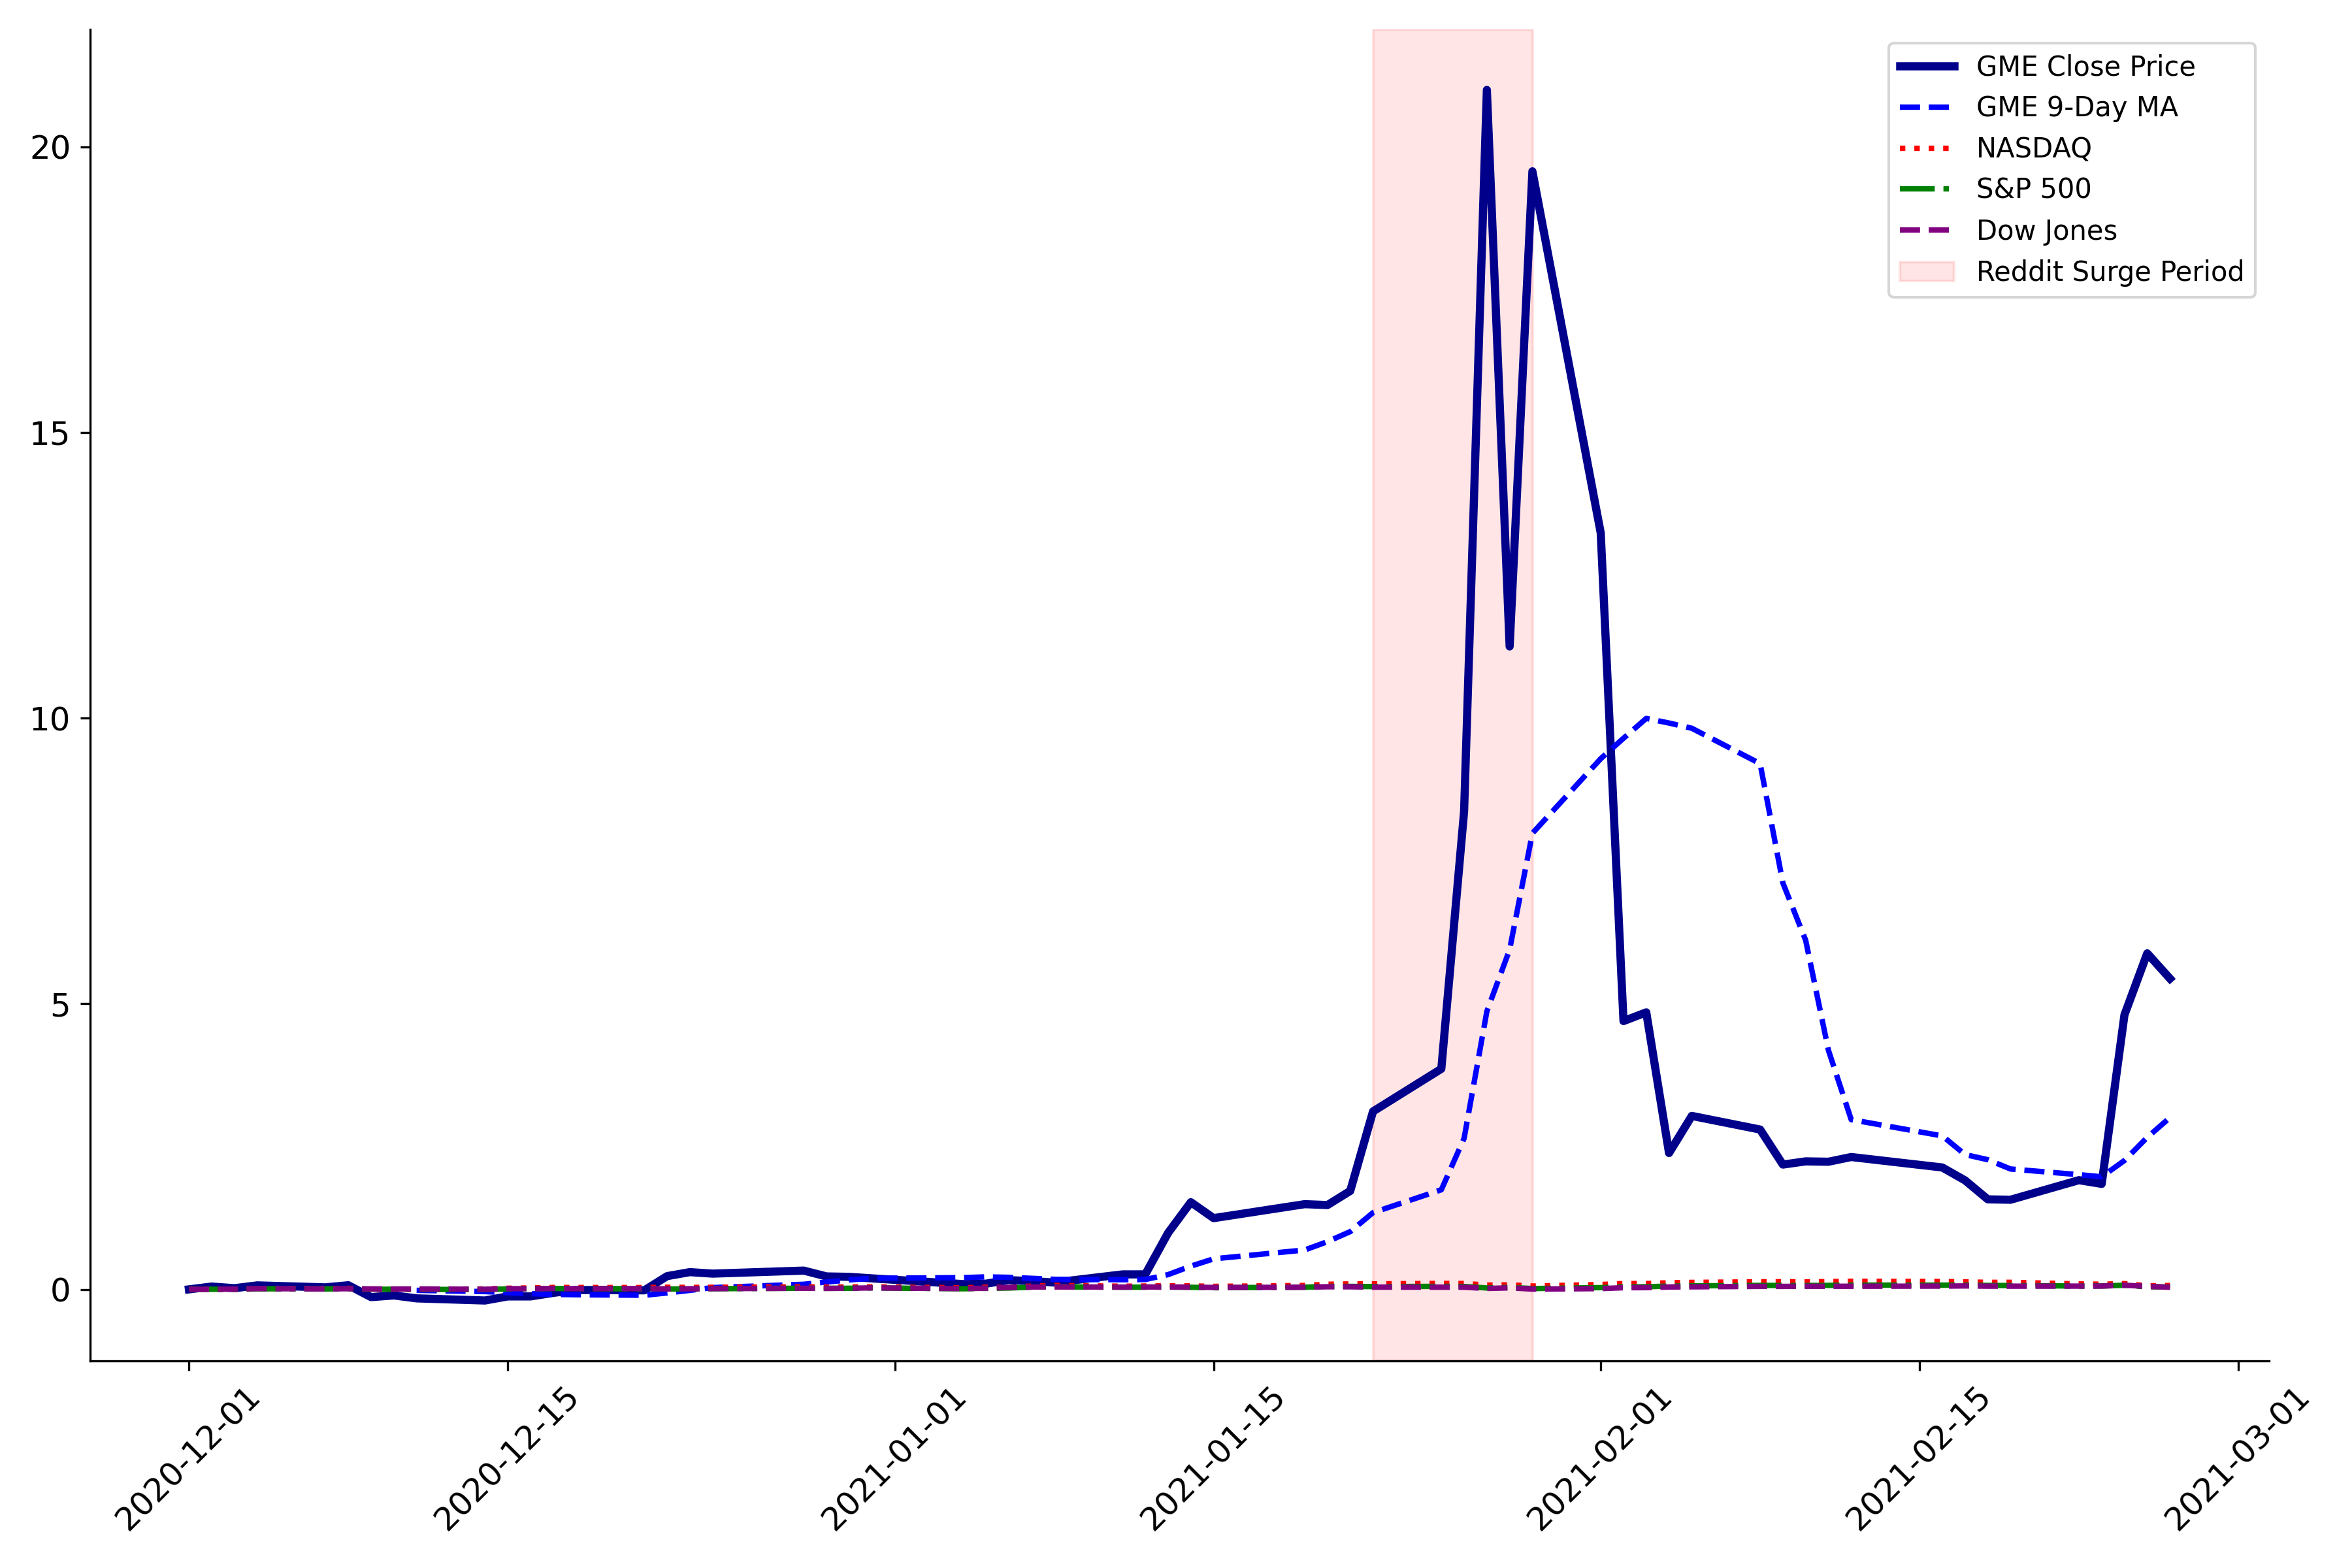 GME Close Price
GME 9-Day MA
NASDAQ
S&P 500
Dow Jones
Reddit Surge Period
20
15
10
5
0
2020-12-01
2020-12-15
2021-01-01
2021-01-15
2021-02-01
2021-02-15
2021-03-01